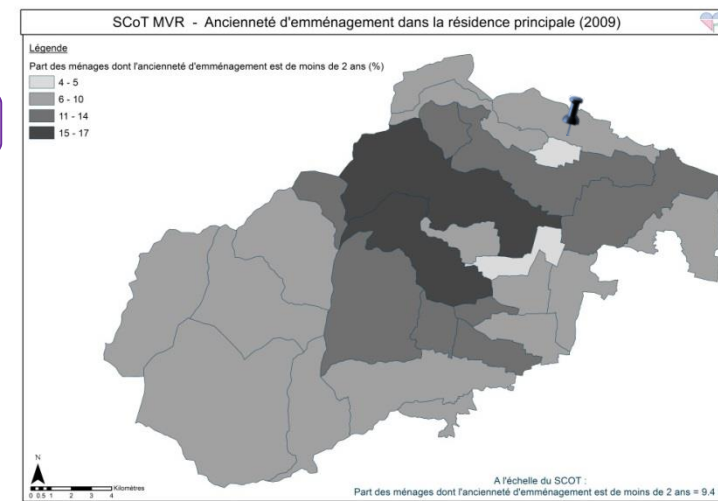 SCoT MVR - Ancienneté d'emménagement dans la résidence principale (2009)
Légende
Part des ménages dont l'ancienneté d'emménagement est de moins de 2 ans (%)
4 - 5
6 - 10
11 - 14
15 - 17
N
0 0.5 1 2 3 4 Kilomètres
A l'échelle du SCOT :
Part des ménages dont l'ancienneté d'emménagement est de moins de 2 ans = 9,4